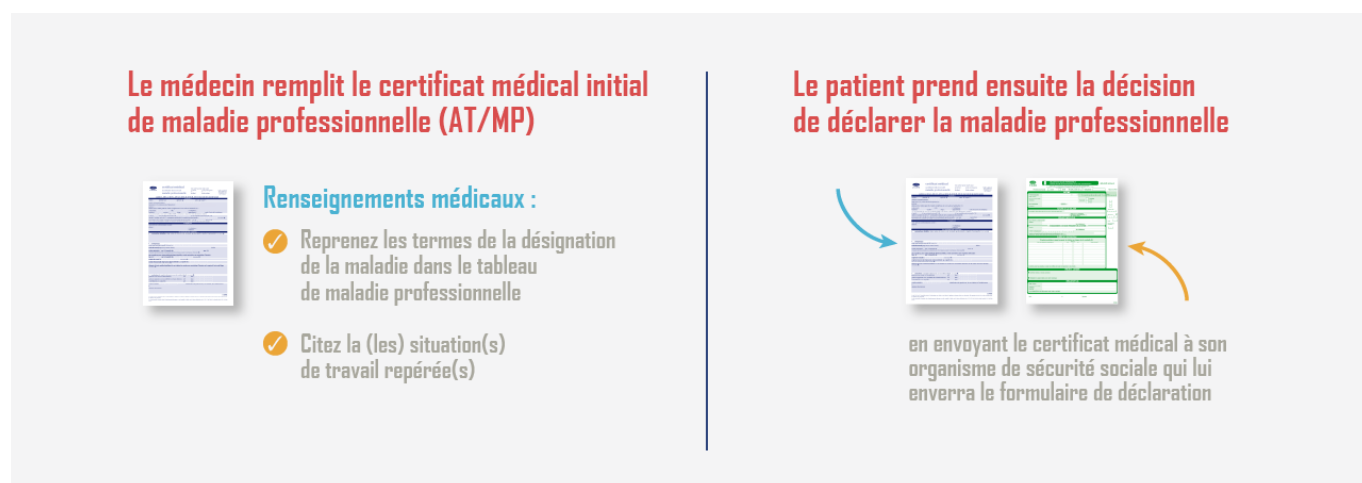 Le médecin remplit le certificat médical initial
de maladie professionnelle (AT/MP)
Renseignements médicaux :
Reprenez les termes de la désignation
de la maladie dans le tableau
de maladie professionnelle
Citez la (les) situation(s)
de travail repérée(s)
Le patient prend ensuite la décision
de déclarer la maladie professionnelle
en envoyant le certificat médical à son
organisme de sécurité sociale qui lui
enverra le formulaire de déclaration